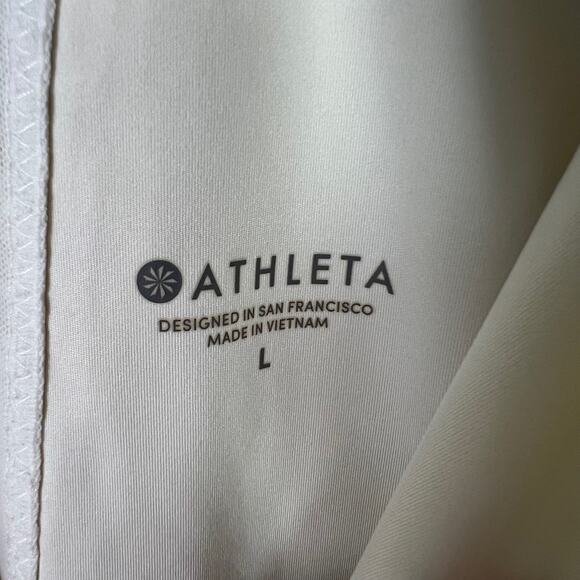 ATHLETA
DESIGNED IN SAN FRANCISCO
MADE IN VIETNAM
L